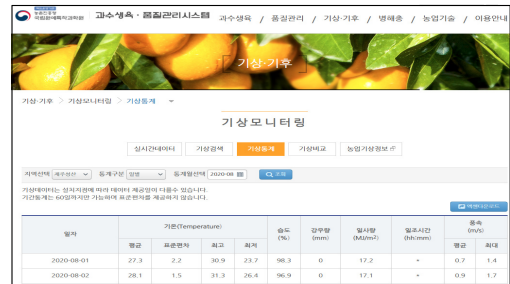 국립원예특작과학원 과수생육 · 품질관리시스템 과수생육 / 품질관리 / 기상·기후 / 병해충 / 농업기술 / 이용안내
기상·기후
기상·기후 > 기상모니터링 > 기상통계
기상모니터링
실시간데이터 기상검색 기상통계 기상비교 농업기상정보
지역선택 통계구분 일별 통계월선택 2020-08 조회
기상데이터는 설치지점에 따라 데이터 제공일이 다를수 있습니다.
기간통계는 60일까지만 가능하며 표준편차를 제공하지 않습니다.
엑셀다운로드
일자 기온(Temperature) 습도 (%) 강우량 (mm) 일사량 (MJ/m²) 일조시간 (hh:mm) 풍속 (m/s)
평균 표준편차 최고 최저 평균 최대
2020-08-01 27.3 2.2 30.9 23.7 98.3 0 17.2 - 0.7 1.4
2020-08-02 28.1 1.5 31.3 26.4 96.9 0 17.1 - 0.9 1.7